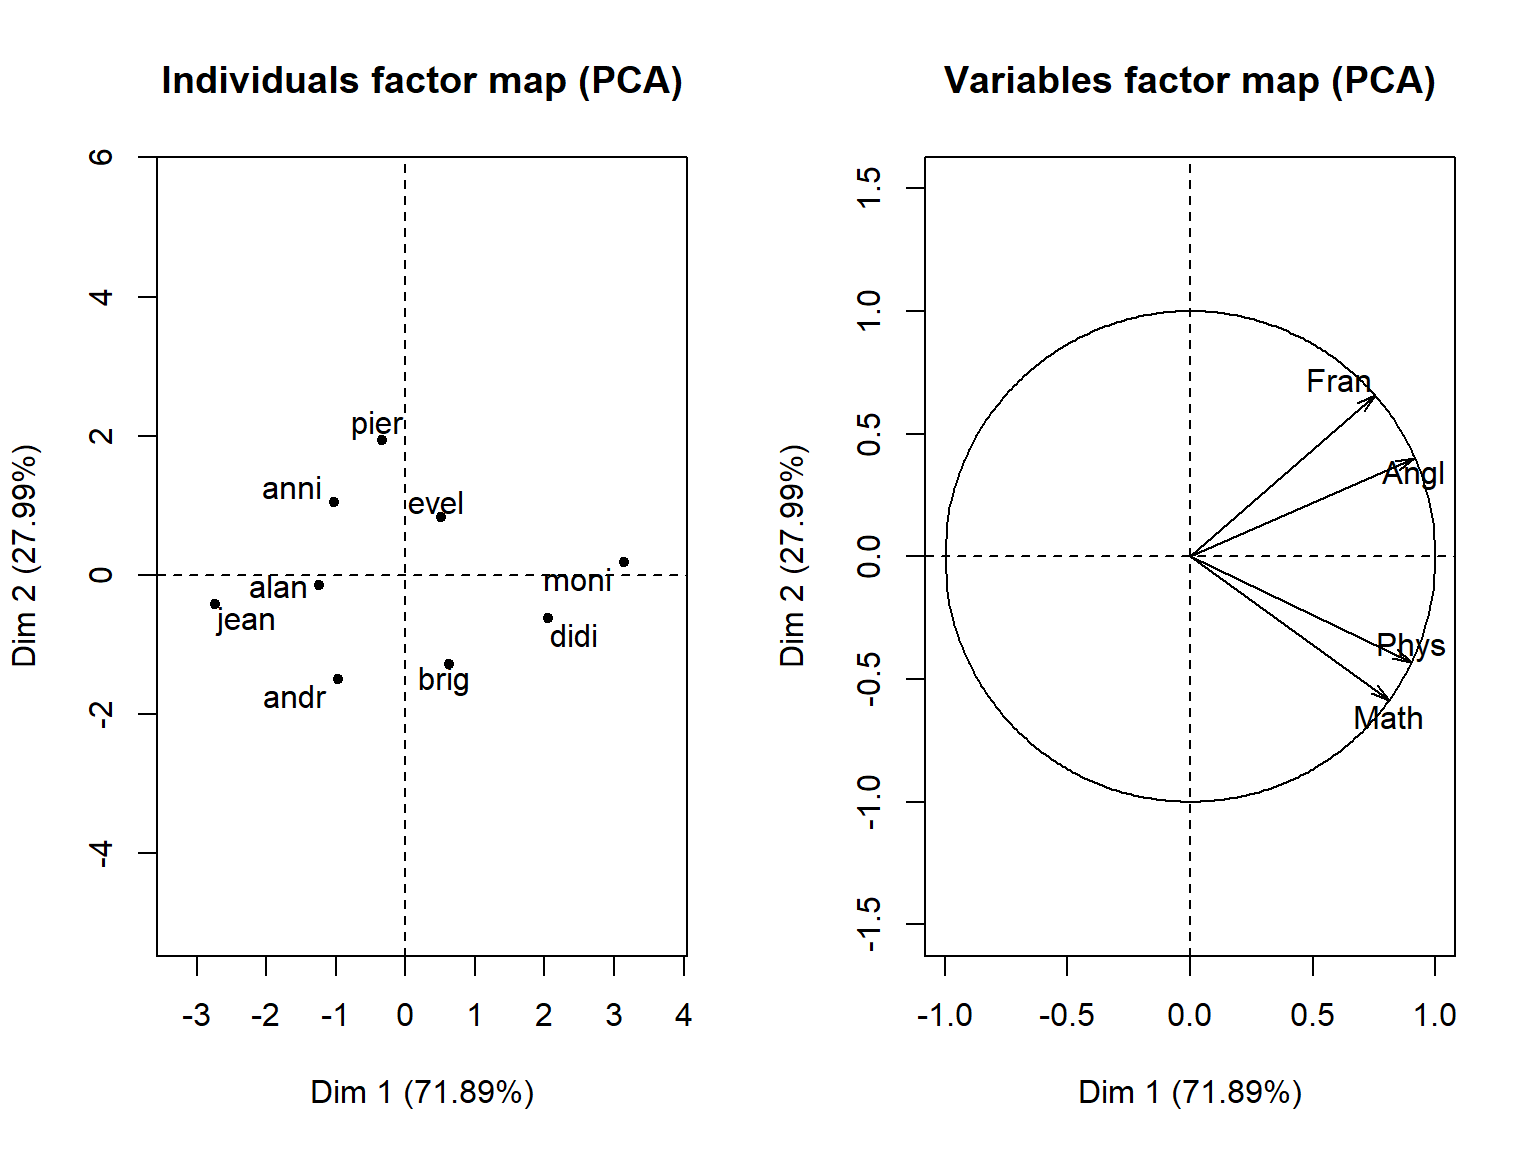 Individuals factor map (PCA)
Dim 2 (27.99%)
6
4
2
0
-2
-4
pier
anni
evel
moni
alan
jean
didi
brig
andr
-3 -2 -1 0 1 2 3 4
Dim 1 (71.89%)
Variables factor map (PCA)
Dim 2 (27.99%)
1.5
1.0
0.5
0.0
-0.5
-1.0
-1.5
Fran
Angl
Phys
Math
-1.0 -0.5 0.0 0.5 1.0
Dim 1 (71.89%)